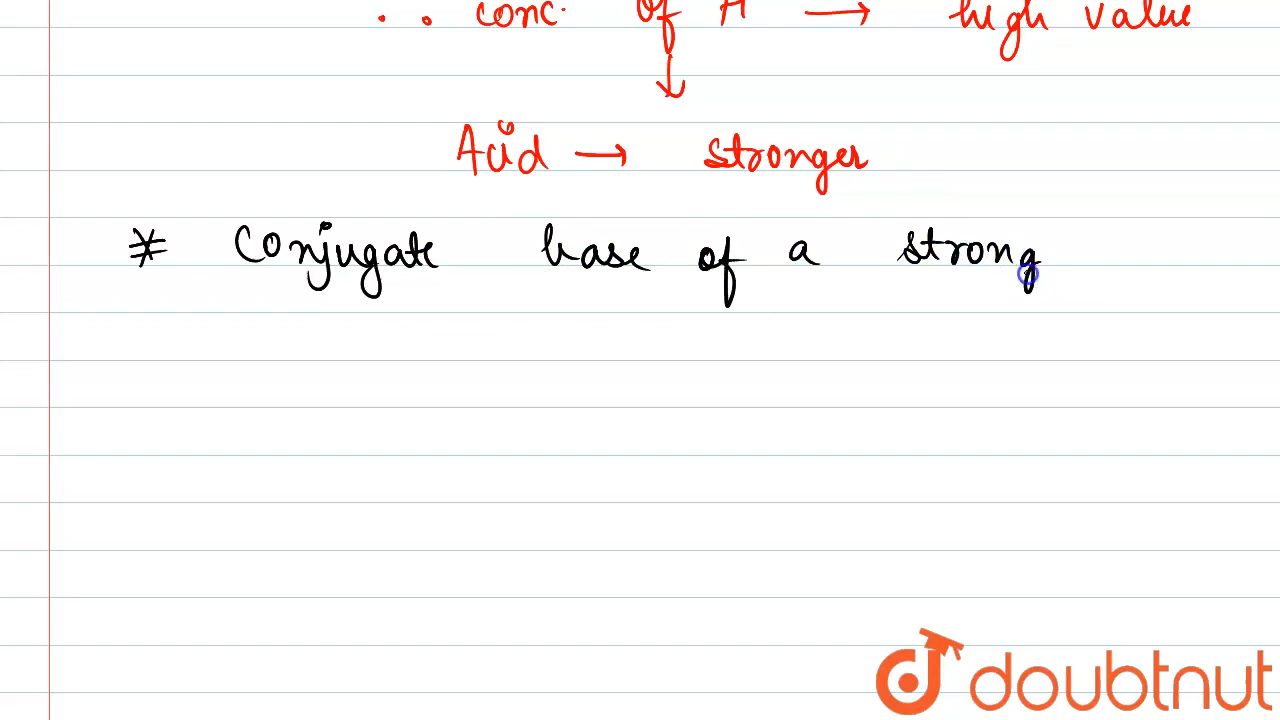 ∴ conc. of H → high value
↓
Acid → stronger
* Conjugate base of a strong
doubtnut